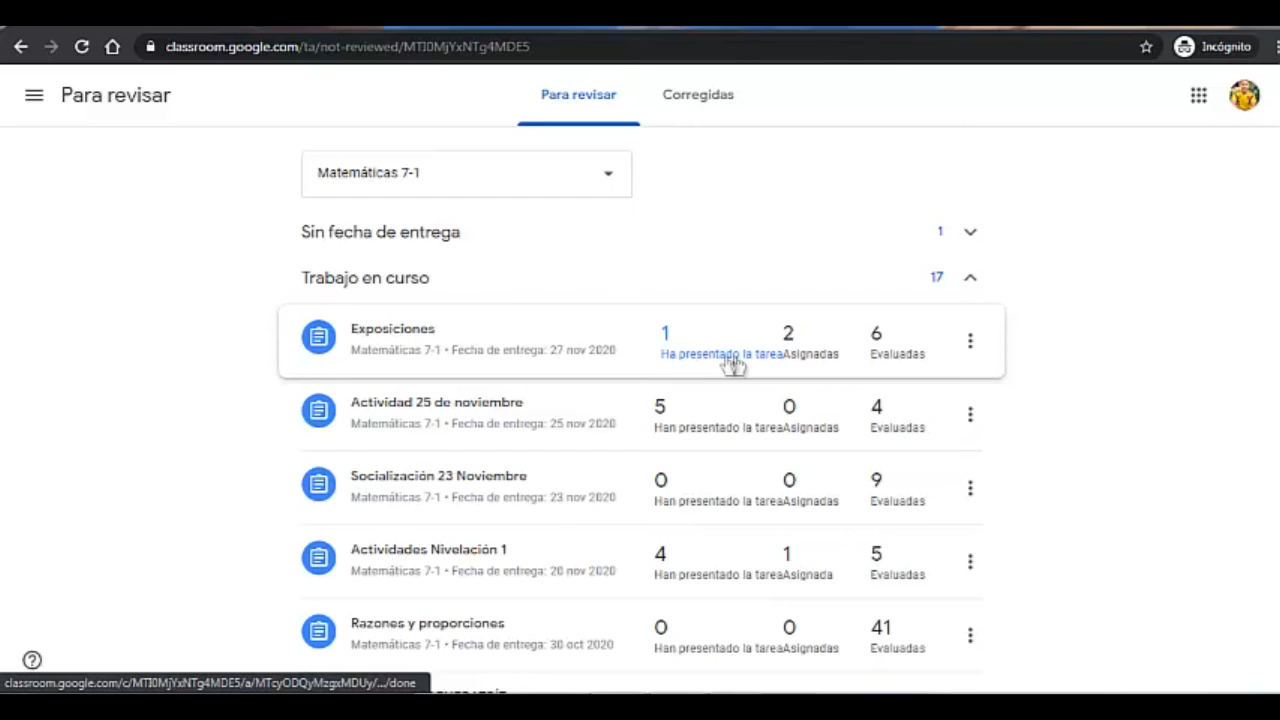 classroom.google.com/ta/not-reviewed/MTI0MjYxNTg4MDE5
Incógnito
Para revisar
Para revisar
Corregidas
Matemáticas 7-1
Sin fecha de entrega
1
Trabajo en curso
17
Exposiciones
Matemáticas 7-1 • Fecha de entrega: 27 nov 2020
1 2 6
Ha presentado la tarea Asignadas Evaluadas
Actividad 25 de noviembre
Matemáticas 7-1 • Fecha de entrega: 25 nov 2020
5 0 4
Han presentado la tarea Asignadas Evaluadas
Socialización 23 Noviembre
Matemáticas 7-1 • Fecha de entrega: 23 nov 2020
0 0 9
Han presentado la tarea Asignadas Evaluadas
Actividades Nivelación 1
Matemáticas 7-1 • Fecha de entrega: 20 nov 2020
4 1 5
Han presentado la tarea Asignada Evaluadas
Razones y proporciones
Matemáticas 7-1 • Fecha de entrega: 30 oct 2020
0 0 41
Han presentado la tarea Asignadas Evaluadas
classroom.google.com/c/MTI0MjYxNTg4MDE5/a/MTcyODQyMzgxMDUy/.../done